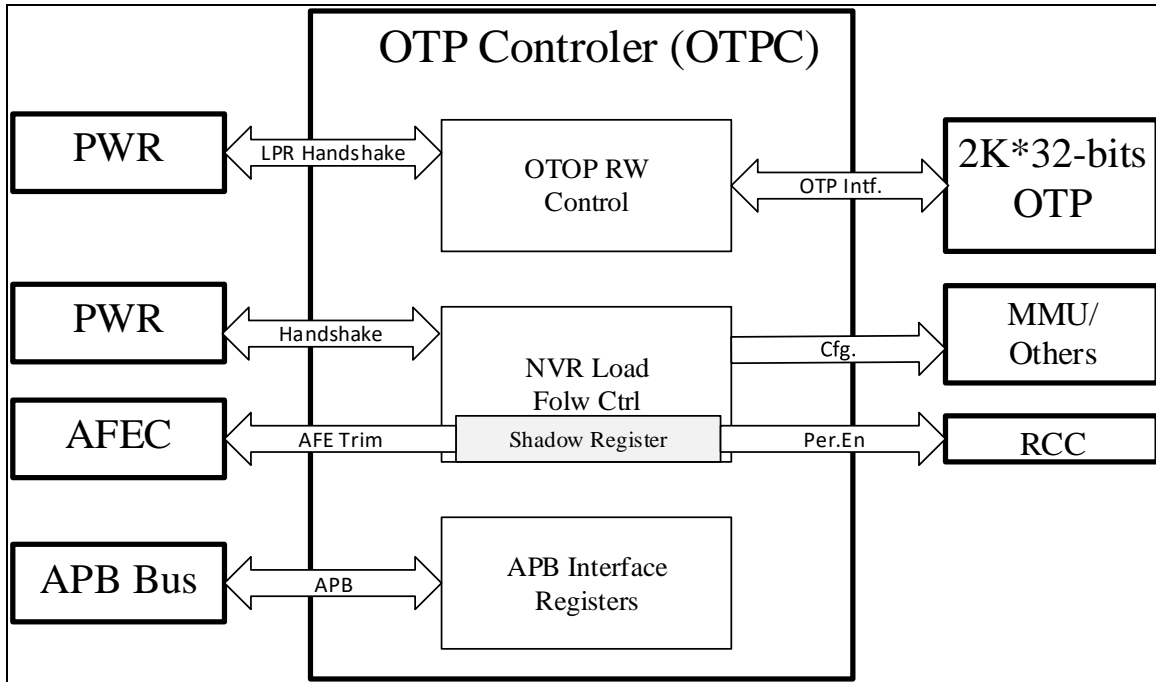 OTP Controler (OTPC)
PWR
LPR Handshake
OTOP RW
Control
OTP Intf.
2K*32-bits
OTP
PWR
Handshake
NVR Load
Folw Ctrl
Cfg.
MMU/
Others
AFEC
AFE Trim
Shadow Register
Per.En
RCC
APB Bus
APB
APB Interface
Registers